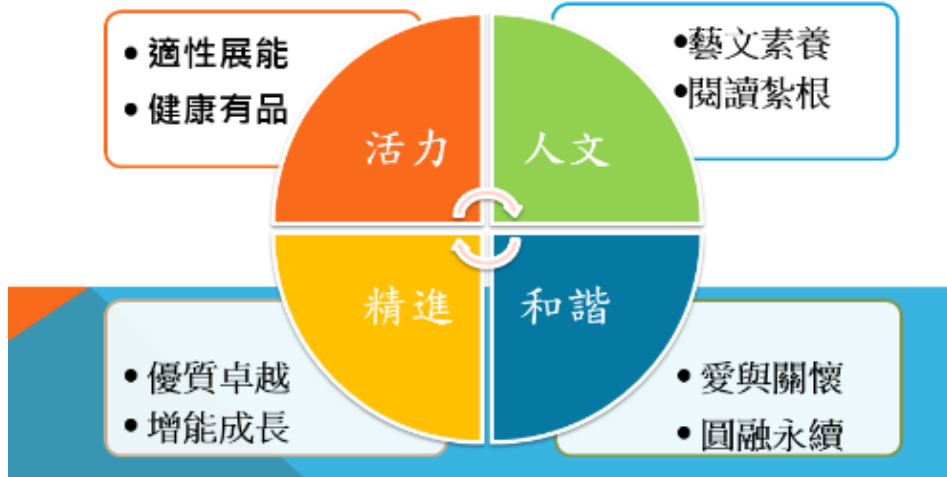 • 適性展能
• 健康有品
活力
•藝文素養
•閱讀紮根
人文
精進
• 優質卓越
• 增能成長
和諧
• 愛與關懷
• 圓融永續